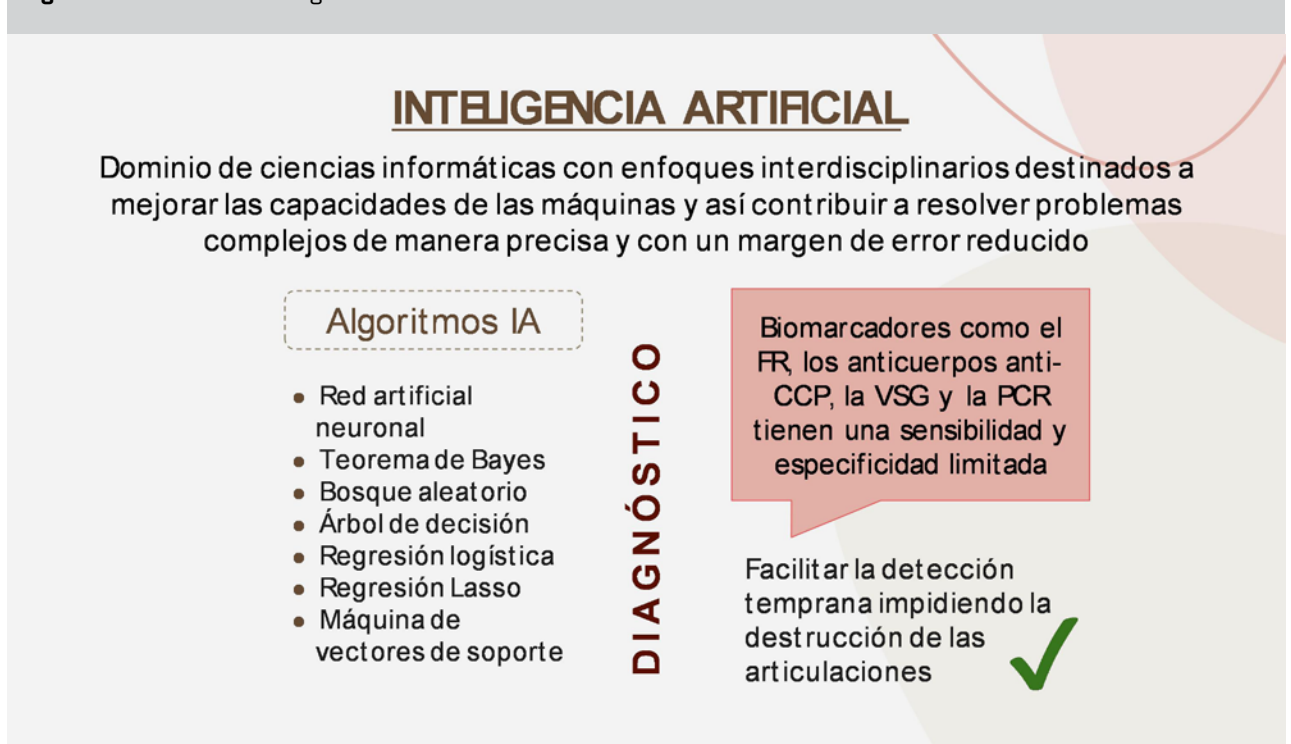 INTELIGENCIA ARTIFICIAL
Dominio de ciencias informáticas con enfoques interdisciplinarios destinados a
mejorar las capacidades de las máquinas y así contribuir a resolver problemas
complejos de manera precisa y con un margen de error reducido
Algoritmos IA
• Red artificial
neuronal
• Teorema de Bayes
• Bosque aleatorio
• Árbol de decisión
• Regresión logística
• Regresión Lasso
• Máquina de
vectores de soporte
DIAGNÓSTICO
Biomarcadores como el
FR, los anticuerpos anti-
CCP, la VSG y la PCR
tienen una sensibilidad y
especificidad limitada
Facilitar la detección
temprana impidiendo la
destrucción de las
articulaciones